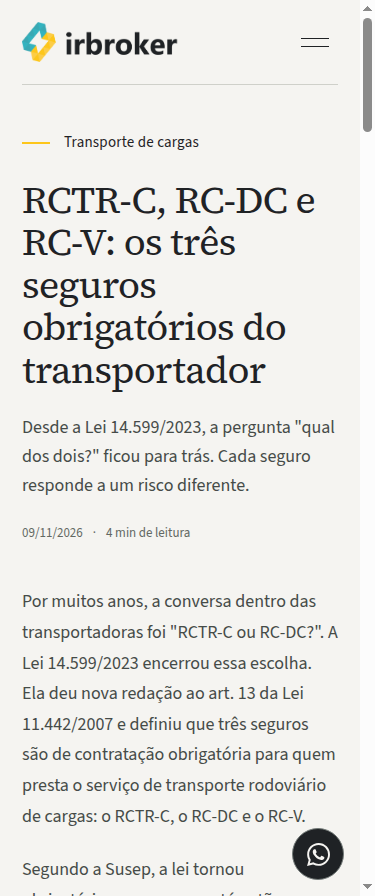 irbroker
Transporte de cargas
RCTR-C, RC-DC e
RC-V: os três
seguros
obrigatórios do
transportador
Desde a Lei 14.599/2023, a pergunta "qual
dos dois?" ficou para trás. Cada seguro
responde a um risco diferente.
09/11/2026 · 4 min de leitura
Por muitos anos, a conversa dentro das
transportadoras foi "RCTR-C ou RC-DC?". A
Lei 14.599/2023 encerrou essa escolha.
Ela deu nova redação ao art. 13 da Lei
11.442/2007 e definiu que três seguros
são de contratação obrigatória para quem
presta o serviço de transporte rodoviário
de cargas: o RCTR-C, o RC-DC e o RC-V.
Segundo a Susep, a lei tornou